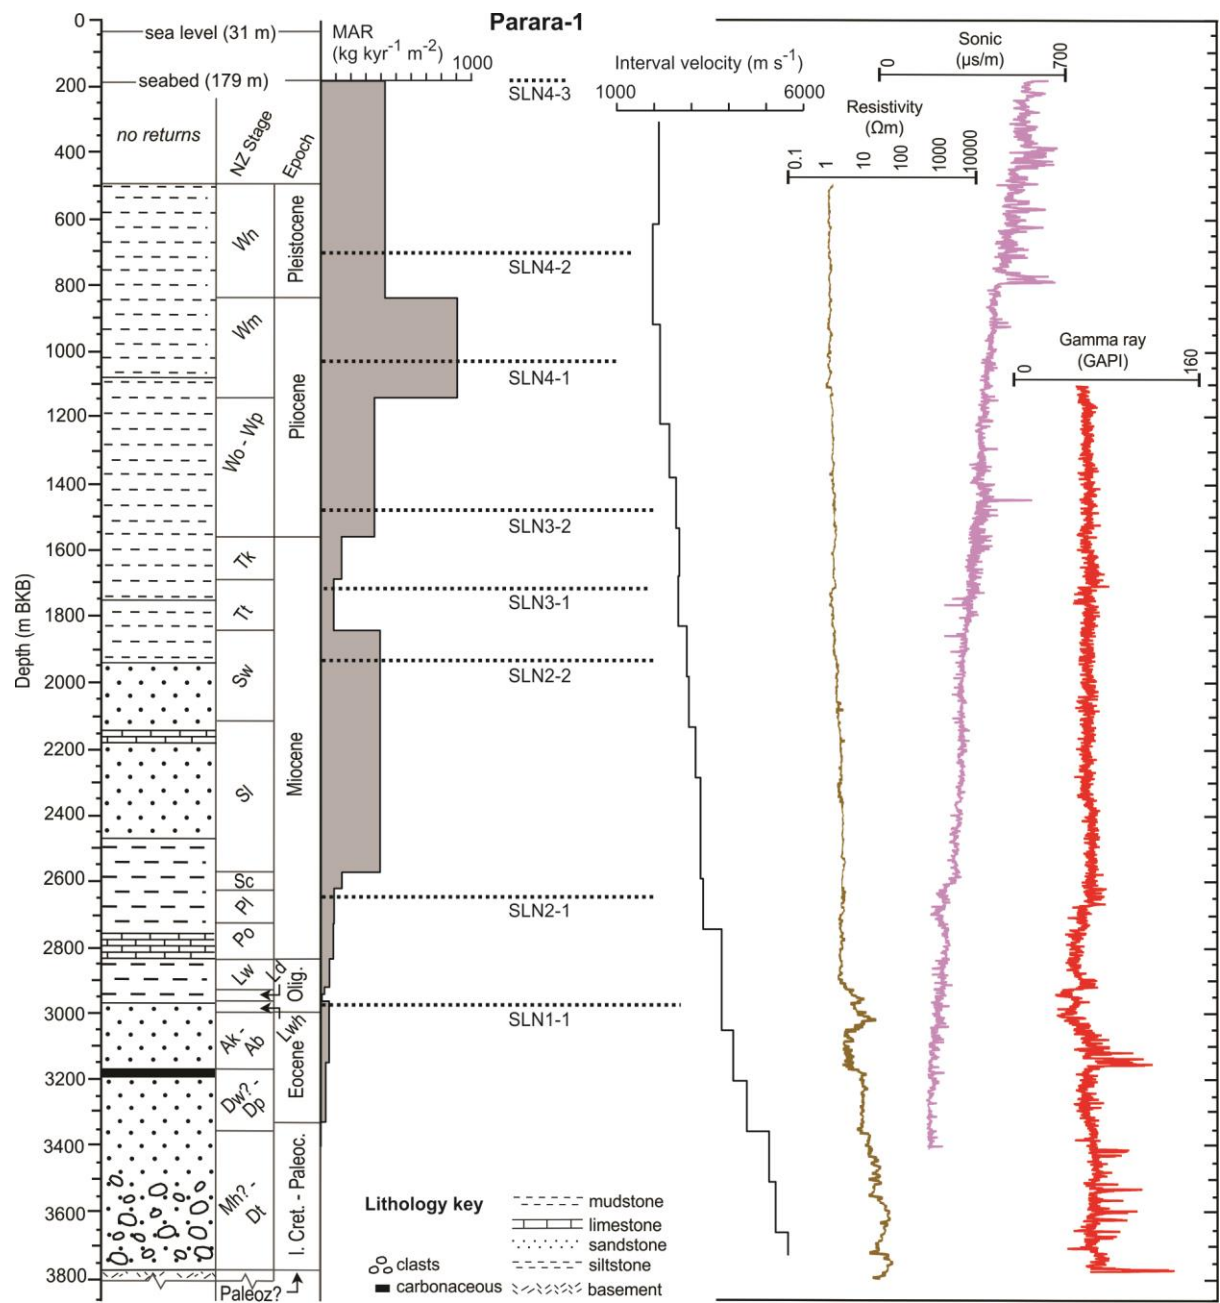 Parara-1
0
200
400
600
800
1000
1200
1400
1600
1800
2000
2200
2400
2600
2800
3000
3200
3400
3600
3800
Depth (m BKB)
sea level (31 m)
seabed (179 m)
no returns
NZ Stage
Wn
Wm
Wo - Wp
Tk
Tt
Sw
Sl
Sc
Pl
Po
Lw
Ld
Lwh
Ak-
Ab
Dw?-
Dp
Mh?-
Dt
Paleoz?
Epoch
Pleistocene
Pliocene
Miocene
Olig.
Eocene
l. Cret. - Paleoc.
MAR
(kg kyr⁻¹ m⁻²)
1000
SLN4-3
SLN4-2
SLN4-1
SLN3-2
SLN3-1
SLN2-2
SLN2-1
SLN1-1
Interval velocity (m s⁻¹)
1000
6000
Resistivity
(Ωm)
0.1
1
10
100
1000
10000
Sonic
(µs/m)
0
700
Gamma ray
(GAPI)
0
160
Lithology key
clasts
carbonaceous
mudstone
limestone
sandstone
siltstone
basement